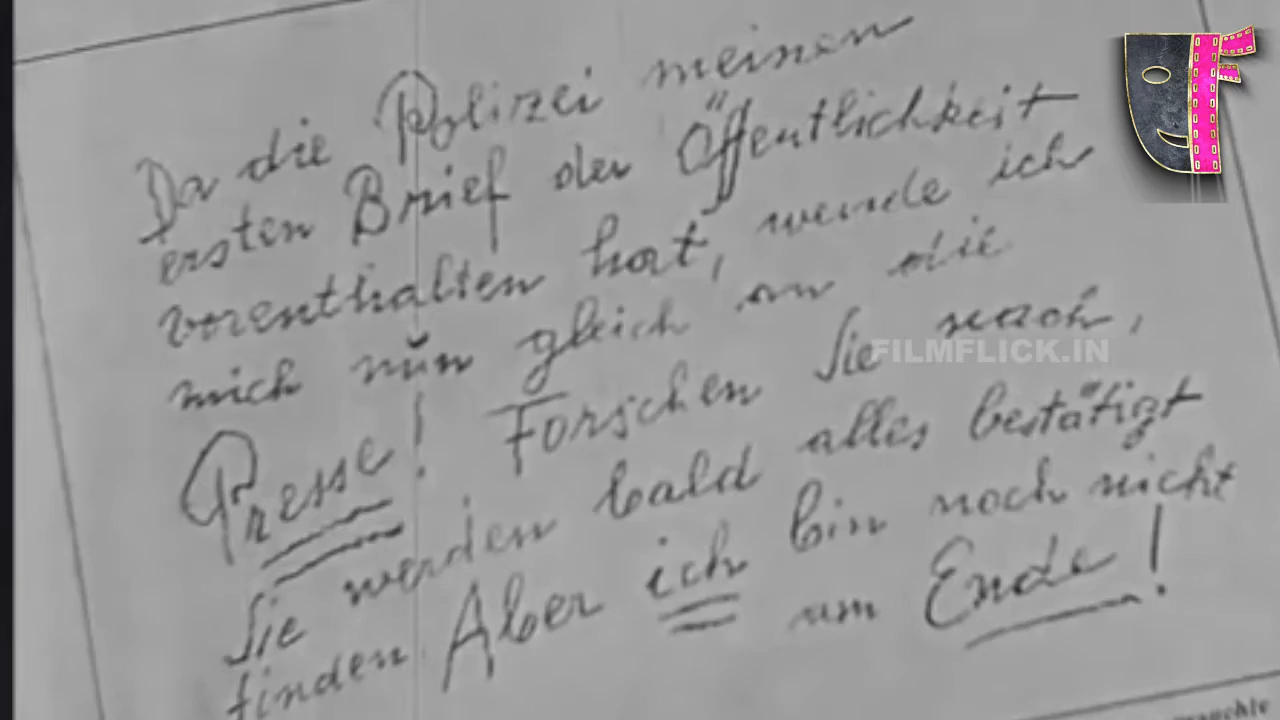 Da die Polizei meinen
ersten Brief der Öffentlichkeit
vorenthalten hat, wende ich
mich nun gleich an die
Presse! Forschen Sie nach,
Sie werden bald alles bestätigt
finden. Aber ich bin noch nicht
am Ende!
FILMFLICK.IN